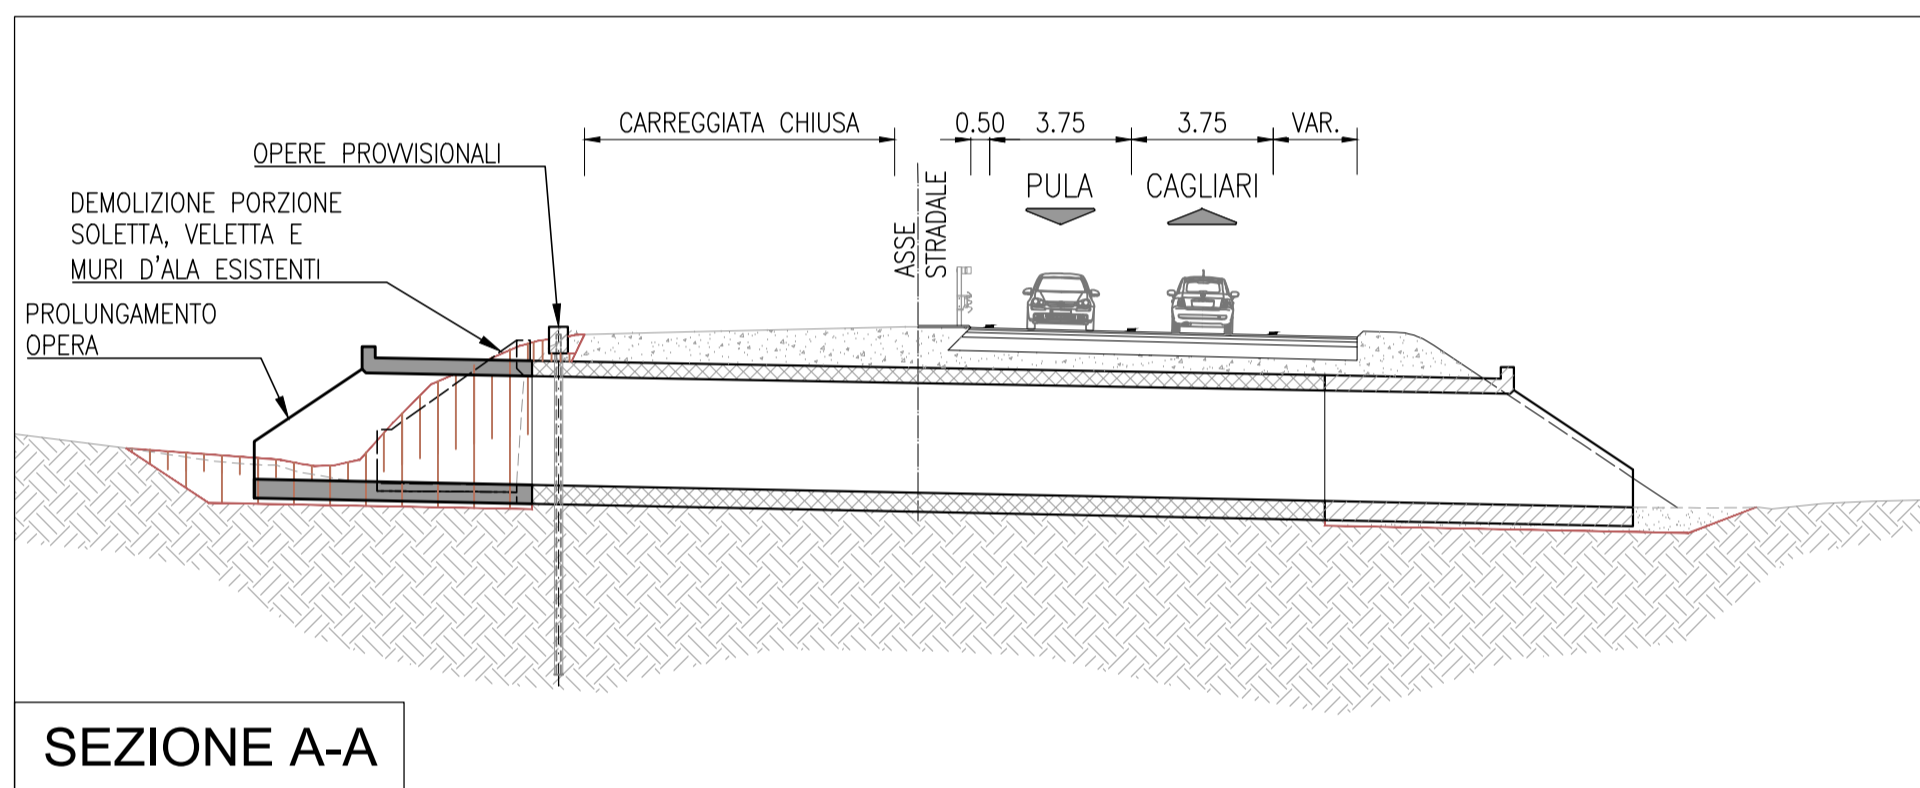 CARREGGIATA CHIUSA
0.50
3.75
3.75
VAR.
OPERE PROVVISIONALI
DEMOLIZIONE PORZIONE
SOLETTA, VELETTA E
MURI D'ALA ESISTENTI
PROLUNGAMENTO
OPERA
ASSE
STRADALE
PULA
CAGLIARI
SEZIONE A-A